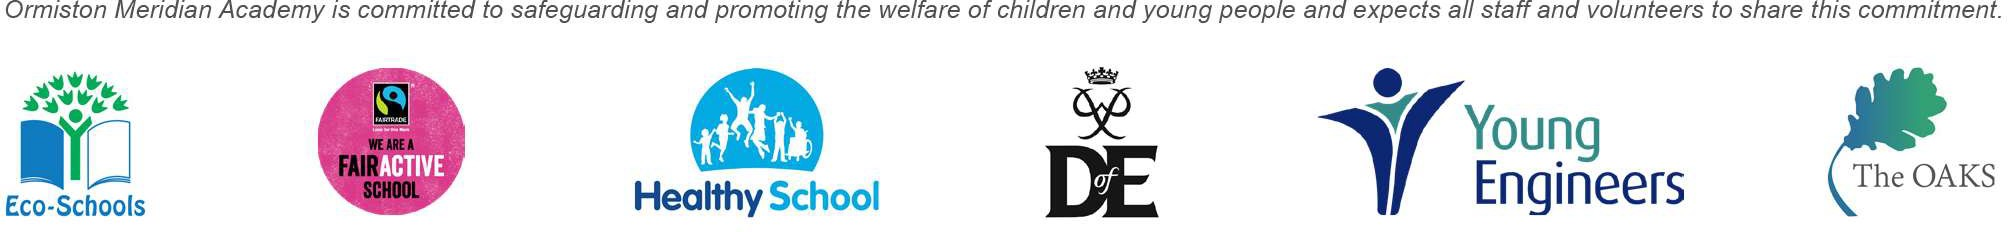 Ormiston Meridian Academy is committed to safeguarding and promoting the welfare of children and young people and expects all staff and volunteers to share this commitment.
Eco-Schools
FAIRTRADE
WE ARE A
FAIRACTIVE
SCHOOL
Healthy School
DofE
Young
Engineers
The OAKS